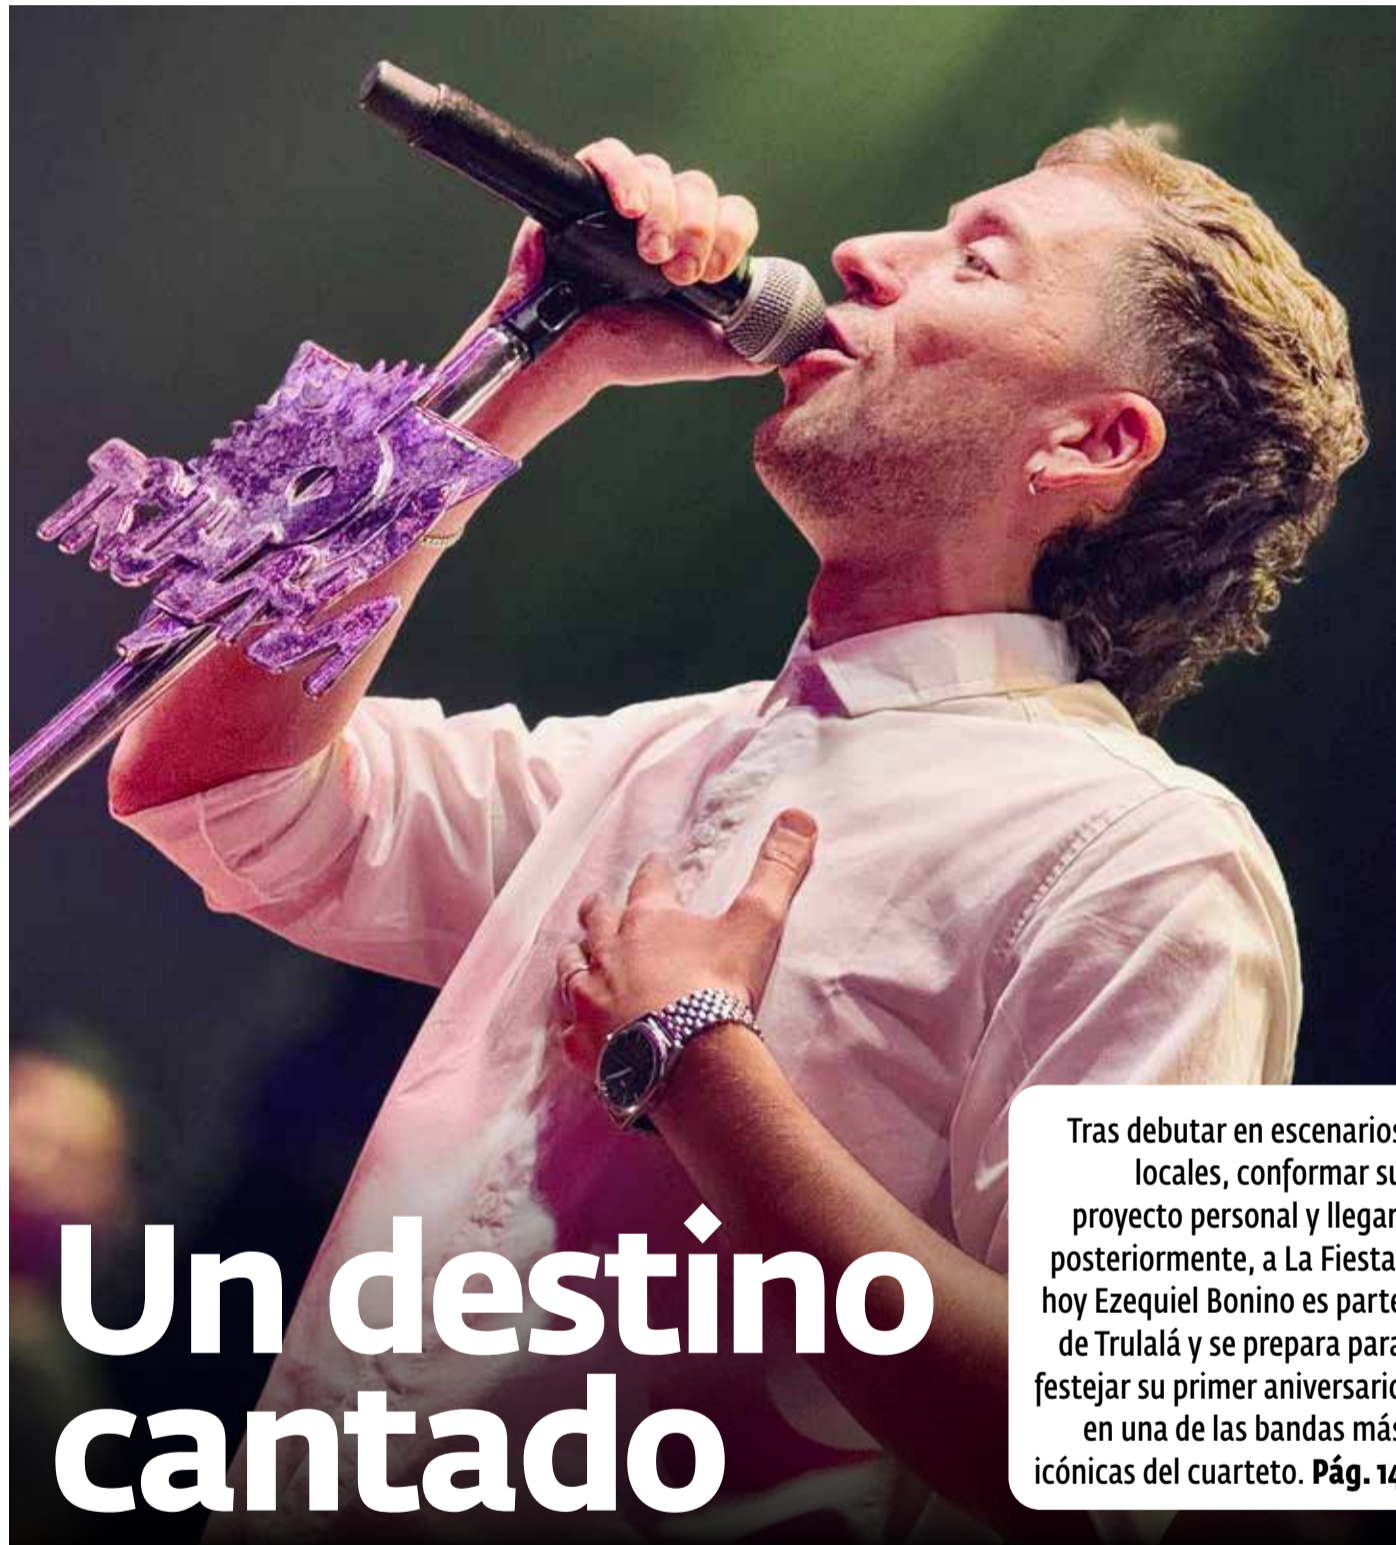 Un destino
cantado
Tras debutar en escenarios
locales, conformar su
proyecto personal y llegar,
posteriormente, a La Fiesta,
hoy Ezequiel Bonino es parte
de Trulalá y se prepara para
festejar su primer aniversario
en una de las bandas más
icónicas del cuarteto. Pág. 14